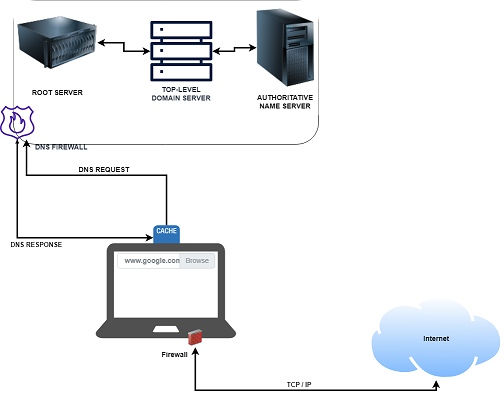 ROOT SERVER
TOP-LEVEL
DOMAIN SERVER
AUTHORITATIVE
NAME SERVER
DNS FIREWALL
DNS REQUEST
CACHE
DNS RESPONSE
www.google.com
Browse
Internet
Firewall
TCP / IP